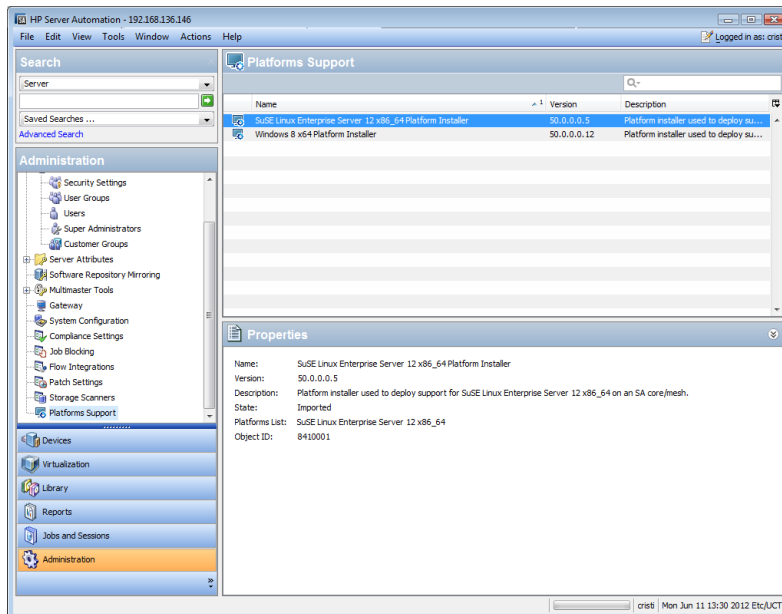 HP Server Automation - 192.168.136.146
File Edit View Tools Window Actions Help
Logged in as: crist
Search
Server
Saved Searches ...
Advanced Search
Administration
Security Settings
User Groups
Users
Super Administrators
Customer Groups
Server Attributes
Software Repository Mirroring
Multimaster Tools
Gateway
System Configuration
Compliance Settings
Job Blocking
Flow Integrations
Patch Settings
Storage Scanners
Platforms Support
Devices
Virtualization
Library
Reports
Jobs and Sessions
Administration
Platforms Support
Name 1 Version Description
SuSE Linux Enterprise Server 12 x86_64 Platform Installer 50.0.0.0.5 Platform installer used to deploy su...
Windows 8 x64 Platform Installer 50.0.0.0.12 Platform installer used to deploy su...
Properties
Name: SuSE Linux Enterprise Server 12 x86_64 Platform Installer
Version: 50.0.0.0.5
Description: Platform installer used to deploy support for SuSE Linux Enterprise Server 12 x86_64 on an SA core/mesh.
State: Imported
Platforms List: SuSE Linux Enterprise Server 12 x86_64
Object ID: 8410001
cristi Mon Jun 11 13:30 2012 Etc/UCT